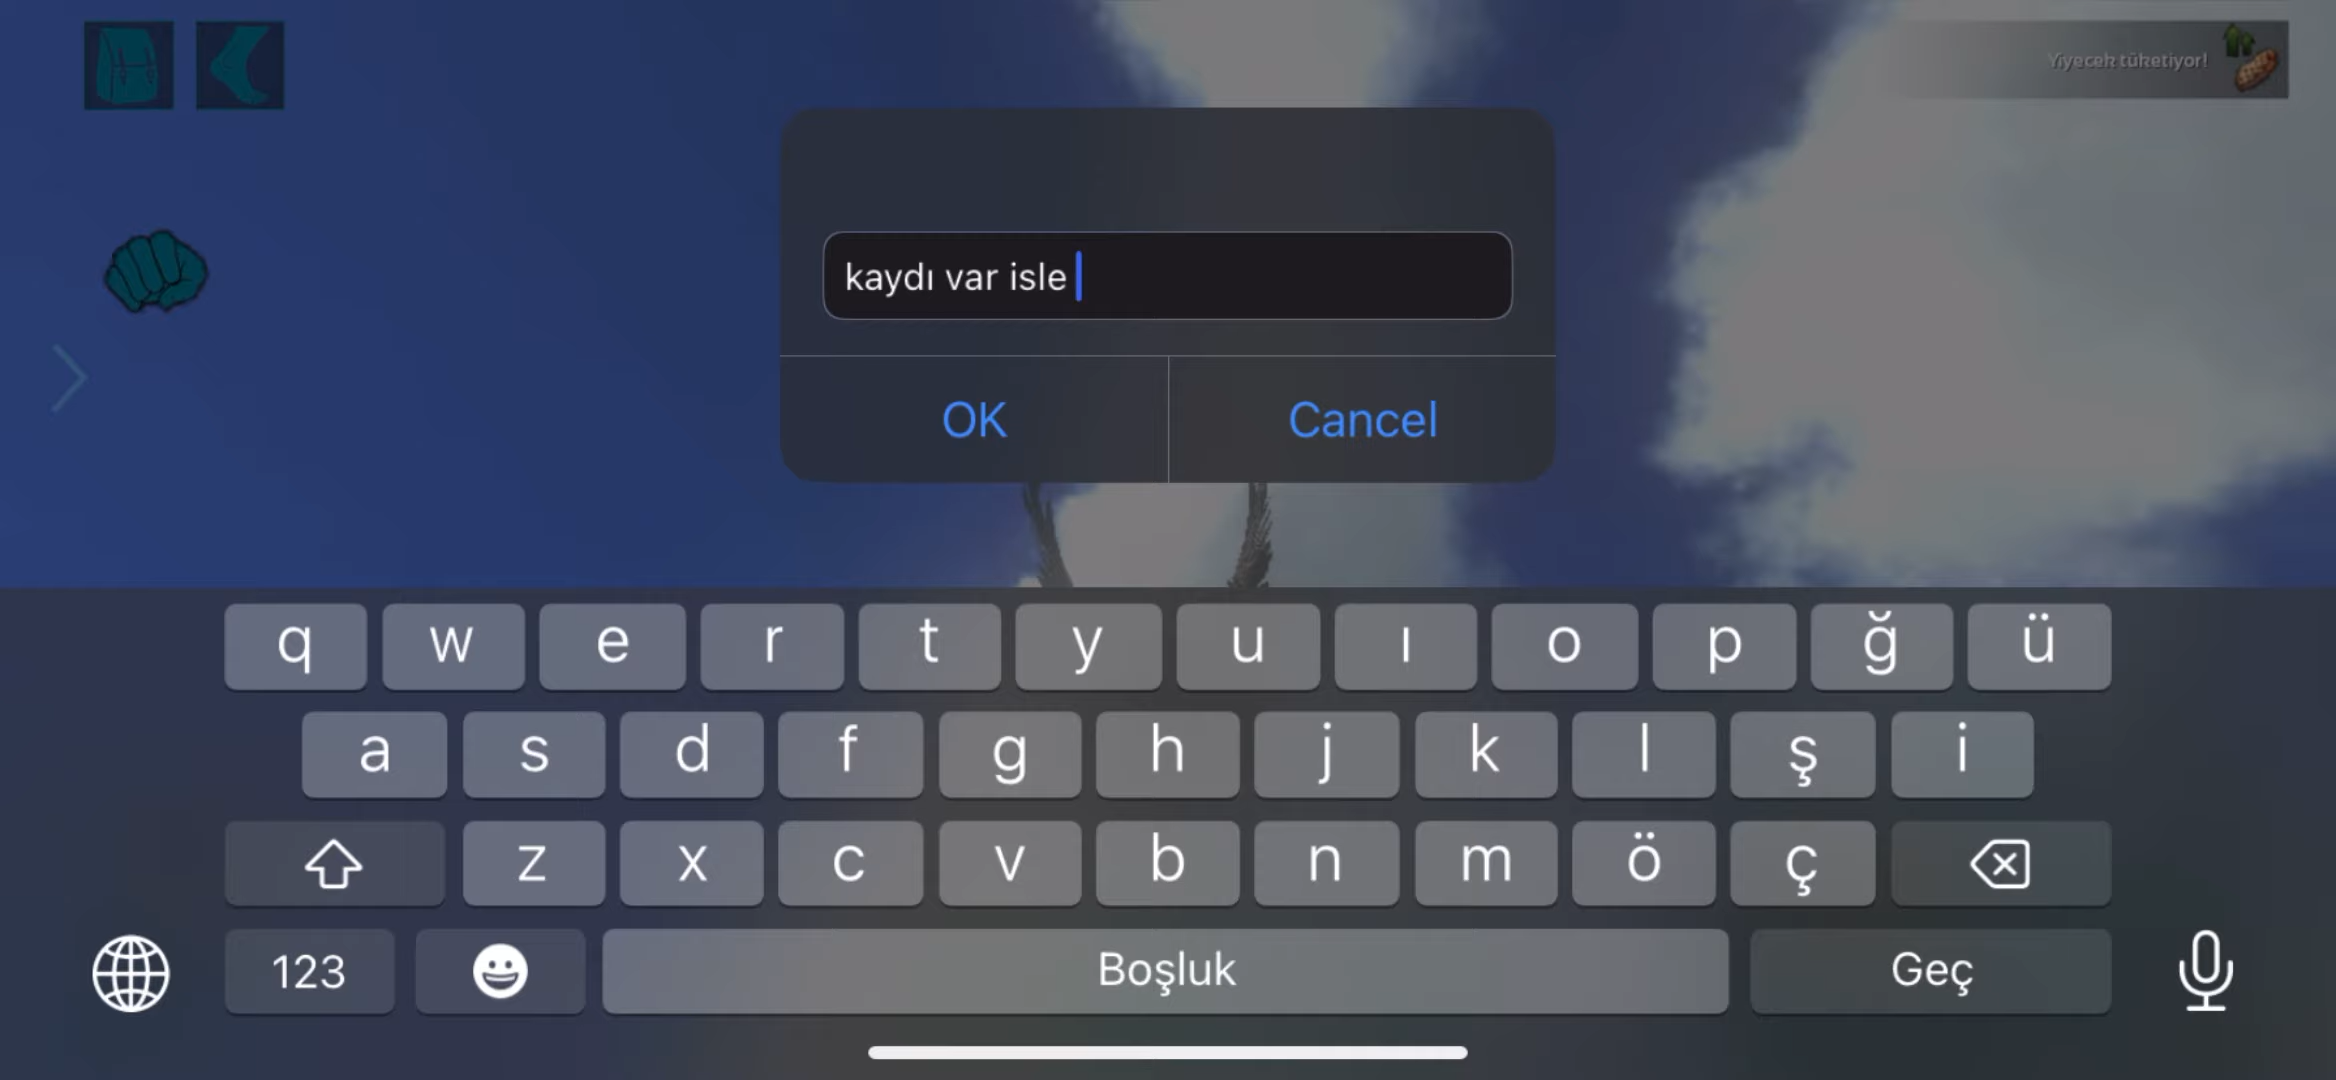 Yiyecek tüketiyor!
kaydı var isle
OK
Cancel
q w e r t y u ı o p ğ ü
a s d f g h j k l ş i
z x c v b n m ö ç
123
Boşluk
Geç